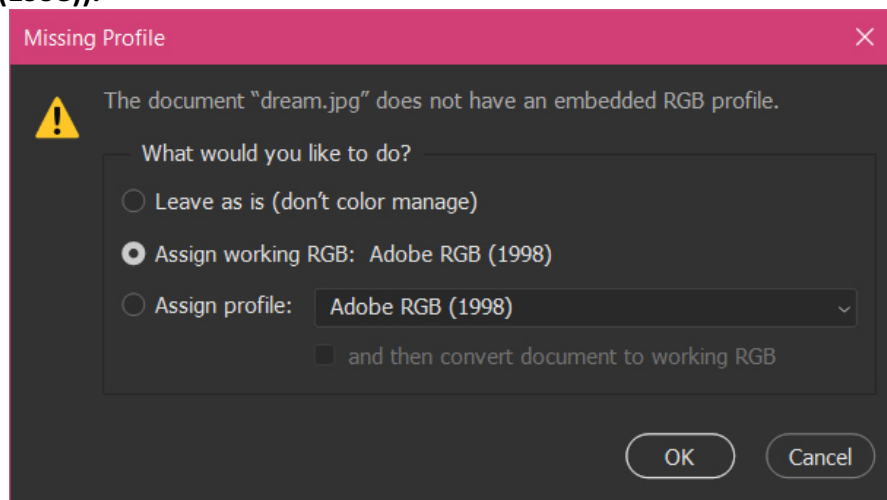 (1998)).
Missing Profile
The document “dream.jpg” does not have an embedded RGB profile.
What would you like to do?
Leave as is (don’t color manage)
Assign working RGB: Adobe RGB (1998)
Assign profile: Adobe RGB (1998)
and then convert document to working RGB
OK Cancel